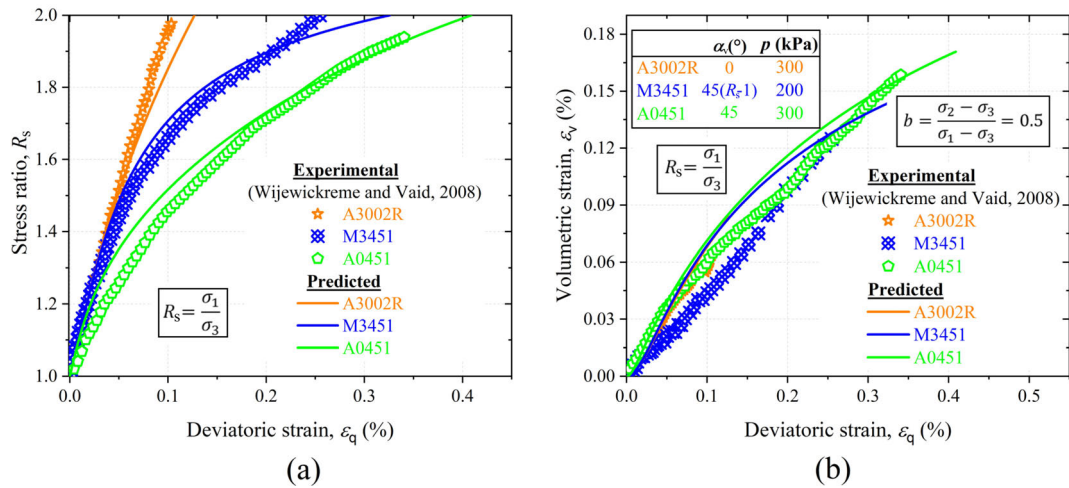 2.0
1.8
1.6
1.4
1.2
1.0
Stress ratio, Rs
Experimental
(Wijewickreme and Vaid, 2008)
A3002R
M3451
A0451
Predicted
A3002R
M3451
A0451
Rs= σ1/σ3
0.0 0.1 0.2 0.3 0.4
Deviatoric strain, εq (%)
(a)
0.18
0.15
0.12
0.09
0.06
0.03
0.00
Volumetric strain, εv (%)
αv(°) p (kPa)
A3002R 0 300
M3451 45(Rs-1) 200
A0451 45 300
b = (σ2 − σ3)/(σ1 − σ3) = 0.5
Rs= σ1/σ3
Experimental
(Wijewickreme and Vaid, 2008)
A3002R
M3451
A0451
Predicted
A3002R
M3451
A0451
0.0 0.1 0.2 0.3 0.4 0.5
Deviatoric strain, εq (%)
(b)